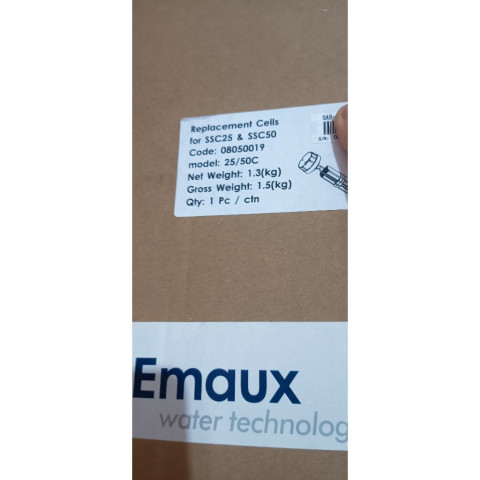 Replacement Cells
for SSC25 & SSC50
Code: 08050019
model: 25/50C
Net Weight: 1.3(kg)
Gross Weight: 1.5(kg)
Qty: 1 Pc / ctn
Emaux
water technolog